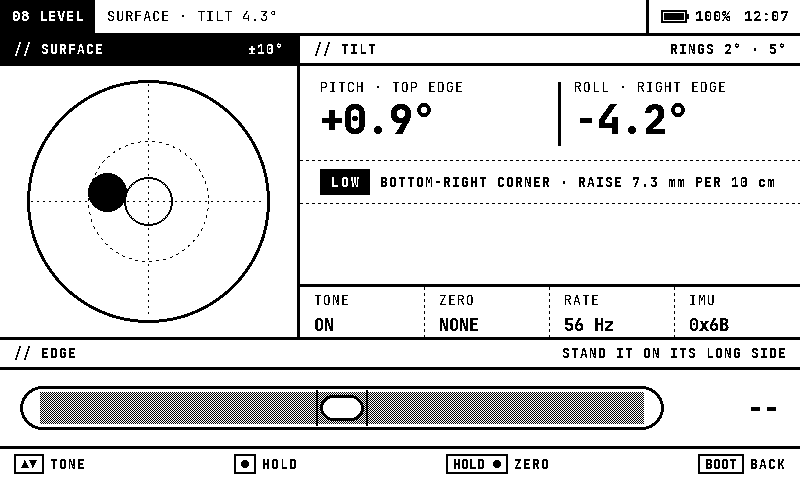 08 LEVEL SURFACE · TILT 4.3° 100% 12:07
// SURFACE ±10° // TILT RINGS 2° · 5°
PITCH · TOP EDGE ROLL · RIGHT EDGE
+0.9° -4.2°
LOW BOTTOM-RIGHT CORNER · RAISE 7.3 mm PER 10 cm
TONE ZERO RATE IMU
ON NONE 56 Hz 0x6B
// EDGE STAND IT ON ITS LONG SIDE
--
▲▼ TONE ● HOLD HOLD ● ZERO BOOT BACK